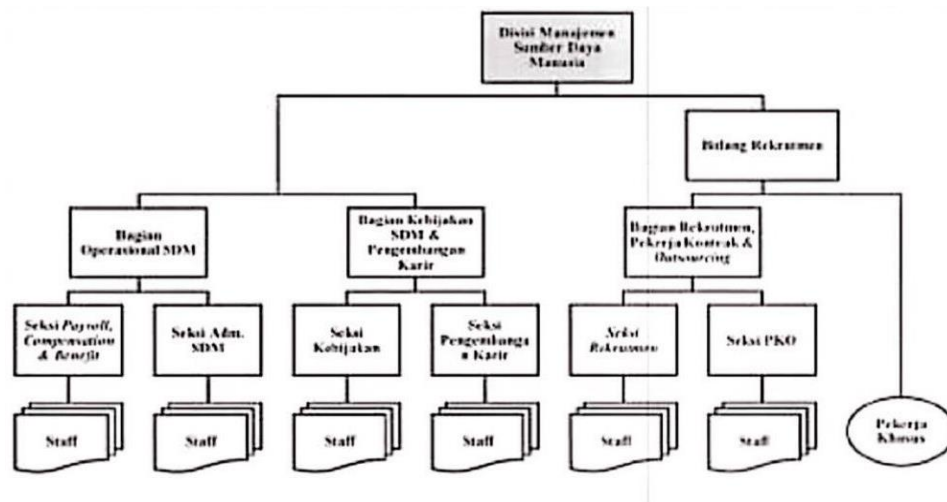 Divisi Manajemen
Sumber Daya
Manusia
Bidang Rekrutmen
Bagian
Operasional SDM
Bagian Kebijakan
SDM &
Pengembangan
Karir
Bagian Rekrutmen,
Pekerja Kontrak &
Outsourcing
Seksi Payroll,
Compensation
& Benefit
Seksi Adm.
SDM
Seksi
Kebijakan
Seksi
Pengembanga
n Karir
Seksi
Rekrutmen
Seksi PKO
Staff
Staff
Staff
Staff
Staff
Staff
Pekerja
Khusus